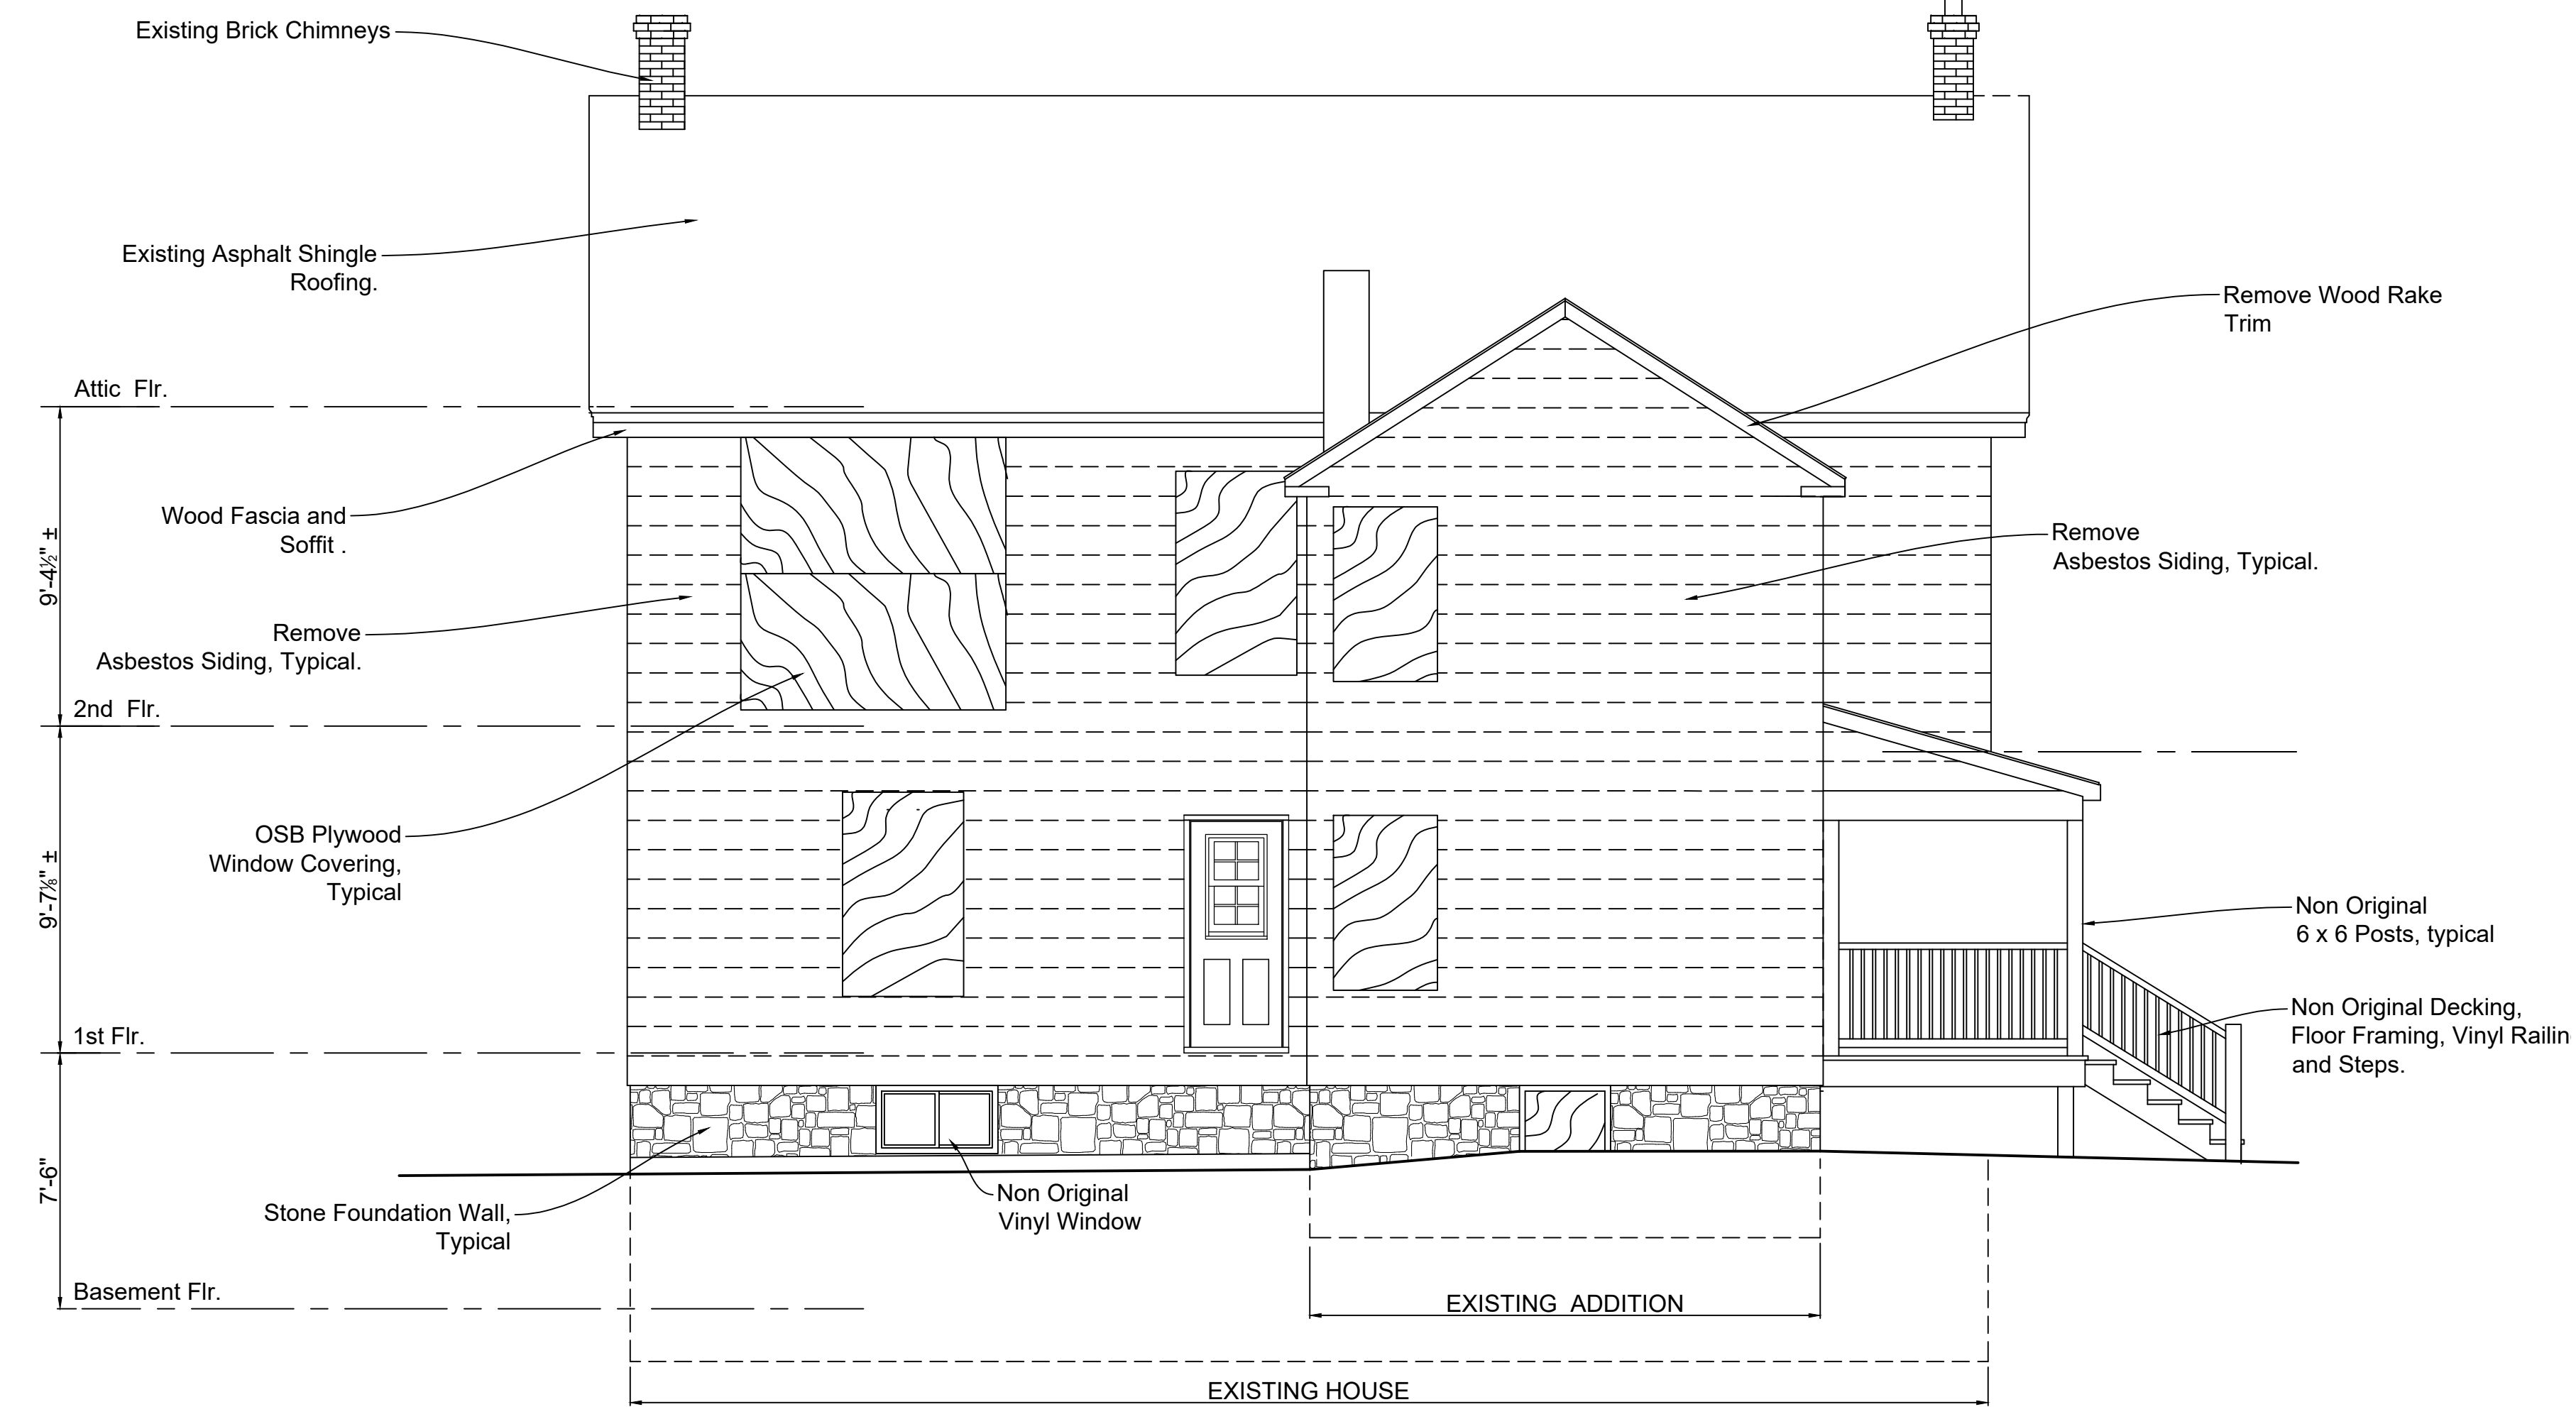 Existing Brick Chimneys
Existing Asphalt Shingle
Roofing.
Remove Wood Rake
Trim
Attic Flr.
Wood Fascia and
Soffit .
9'-4½" ±
Remove
Asbestos Siding, Typical.
Remove
Asbestos Siding, Typical.
2nd Flr.
OSB Plywood
Window Covering,
Typical
9'-7⅛" ±
Non Original
6 x 6 Posts, typical
Non Original Decking,
Floor Framing, Vinyl Railin
and Steps.
1st Flr.
7'-6"
Stone Foundation Wall,
Typical
Non Original
Vinyl Window
Basement Flr.
EXISTING ADDITION
EXISTING HOUSE